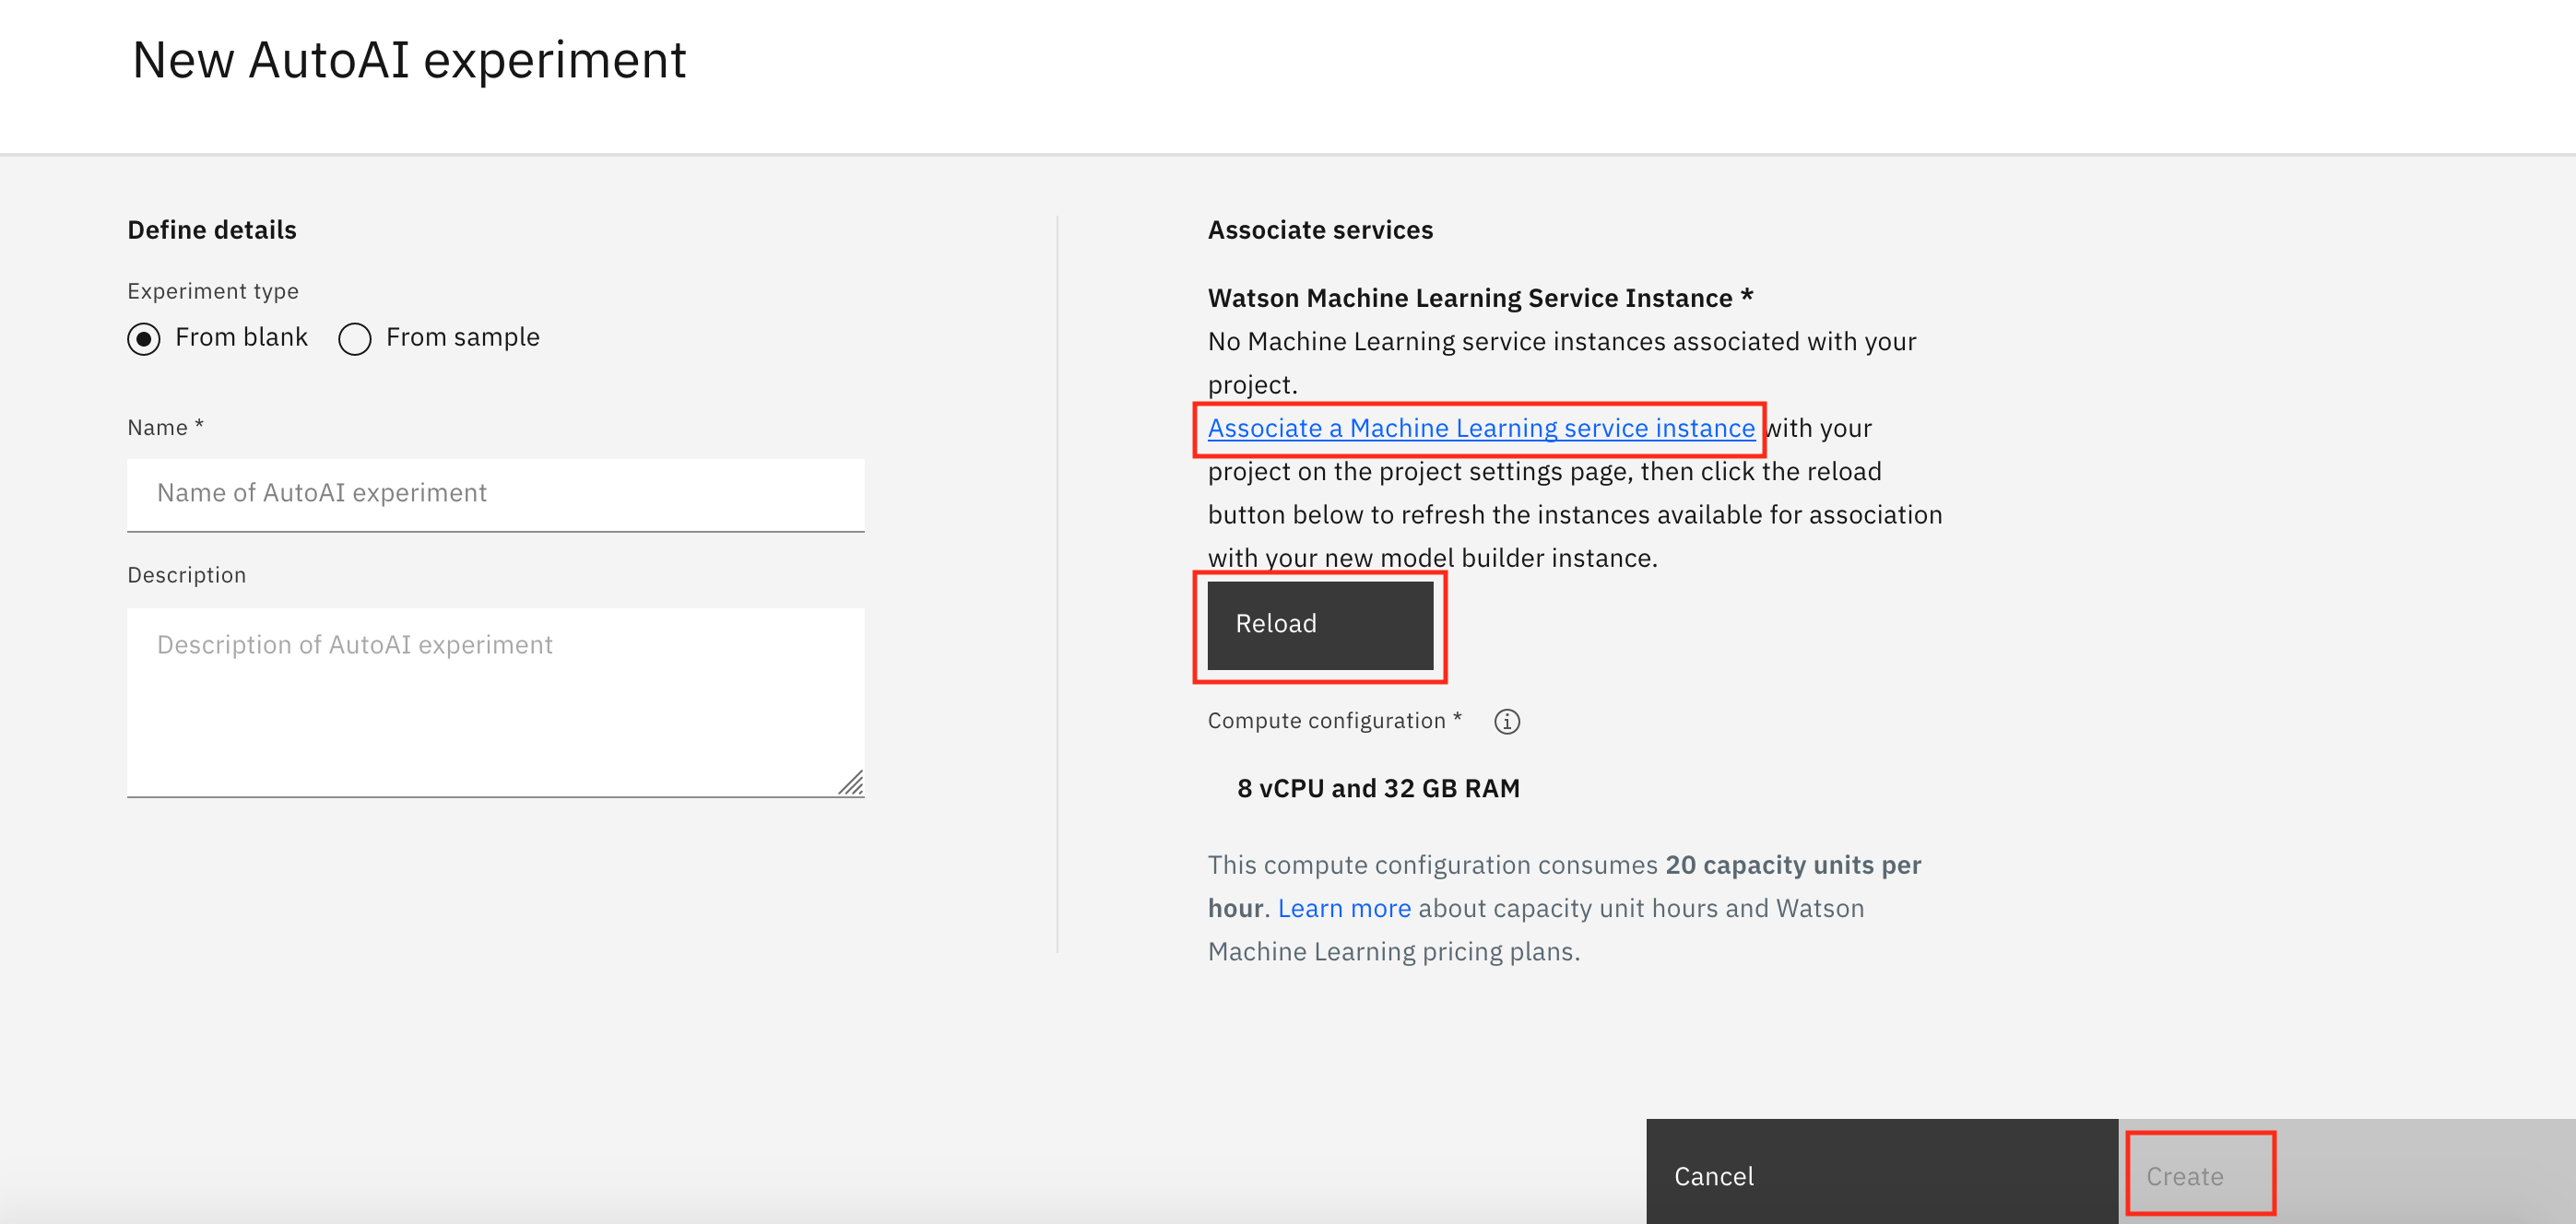 New AutoAI experiment
Define details
Experiment type
From blank
From sample
Name *
Name of AutoAI experiment
Description
Description of AutoAI experiment
Associate services
Watson Machine Learning Service Instance *
No Machine Learning service instances associated with your
project.
Associate a Machine Learning service instance with your
project on the project settings page, then click the reload
button below to refresh the instances available for association
with your new model builder instance.
Reload
Compute configuration *
8 vCPU and 32 GB RAM
This compute configuration consumes 20 capacity units per
hour. Learn more about capacity unit hours and Watson
Machine Learning pricing plans.
Cancel
Create